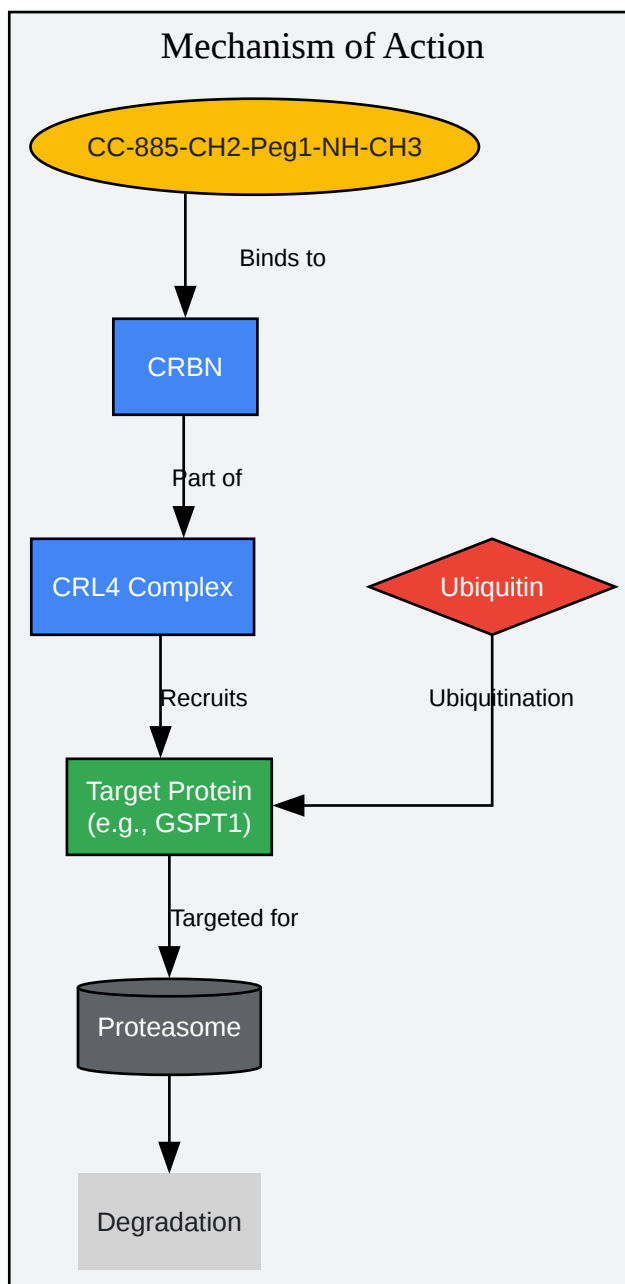 Mechanism of Action
CC-885-CH2-Peg1-NH-CH3
Binds to
CRBN
Part of
CRL4 Complex
Ubiquitin
Recruits
Ubiquitination
Target Protein
(e.g., GSPT1)
Targeted for
Proteasome
Degradation